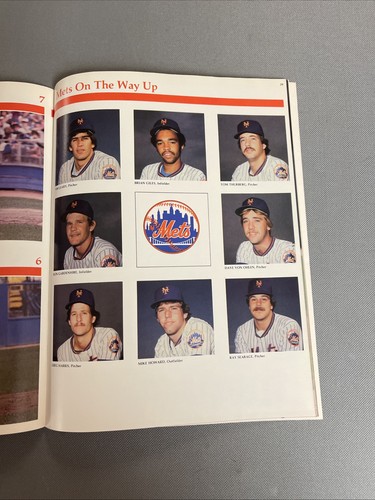 7
Mets On The Way Up
BRIAN GILES, Infielder
TOM THURBERG, Pitcher
Mets
DAVE VON OHLEN, Pitcher
6
MIKE HOWARD, Outfielder
RAY SEARAGE, Pitcher